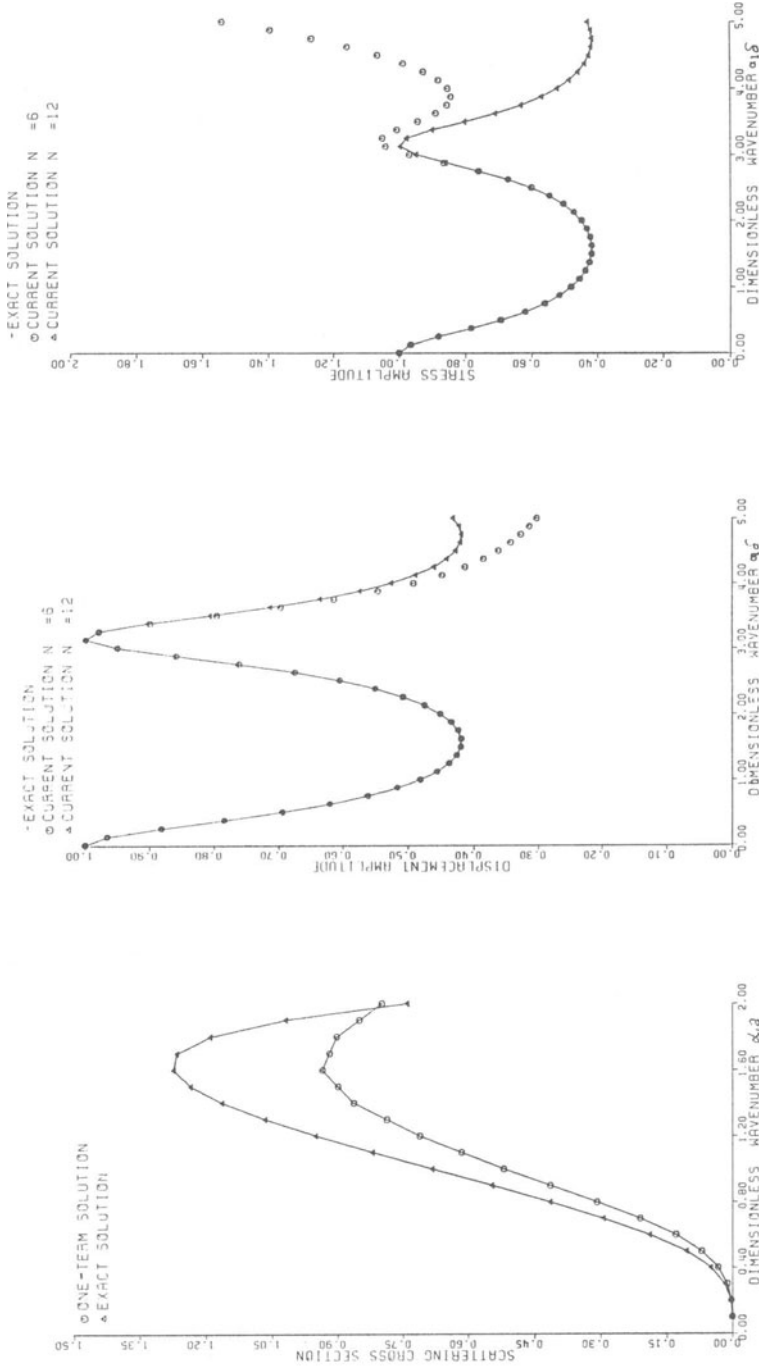 ⊙ ONE-TERM SOLUTION
▲ EXACT SOLUTION
SCATTERING CROSS SECTION
0.00 0.15 0.30 0.45 0.60 0.75 0.90 1.05 1.20 1.35 1.50
0.00 0.40 0.80 1.20 1.60 2.00
DIMENSIONLESS WAVENUMBER
-EXACT SOLUTION
⊙ CURRENT SOLUTION N =6
▲ CURRENT SOLUTION N =12
DISPLACEMENT AMPLITUDE
0.00 0.10 0.20 0.30 0.40 0.50 0.60 0.70 0.80 0.90 1.00
0.00 1.00 2.00 3.00 4.00 5.00
DIMENSIONLESS WAVENUMBER
-EXACT SOLUTION
⊙ CURRENT SOLUTION N =6
▲ CURRENT SOLUTION N =12
STRESS AMPLITUDE
0.00 0.20 0.40 0.60 0.80 1.00 1.20 1.40 1.60 1.80 2.00
0.00 1.00 2.00 3.00 4.00 5.00
DIMENSIONLESS WAVENUMBER